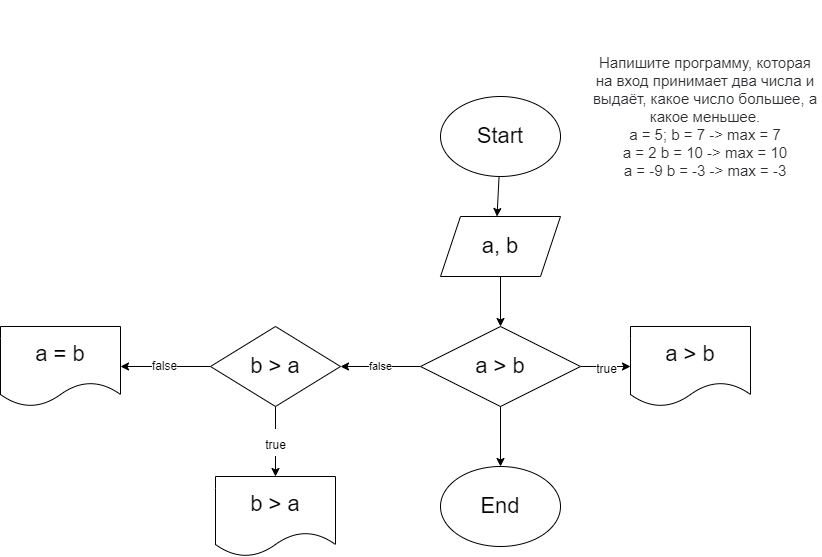 Напишите программу, которая
на вход принимает два числа и
выдаёт, какое число большее, а
какое меньшее.
a = 5; b = 7 -> max = 7
a = 2 b = 10 -> max = 10
a = -9 b = -3 -> max = -3
Start
a, b
a = b
false
b > a
false
a > b
true
a > b
true
b > a
End